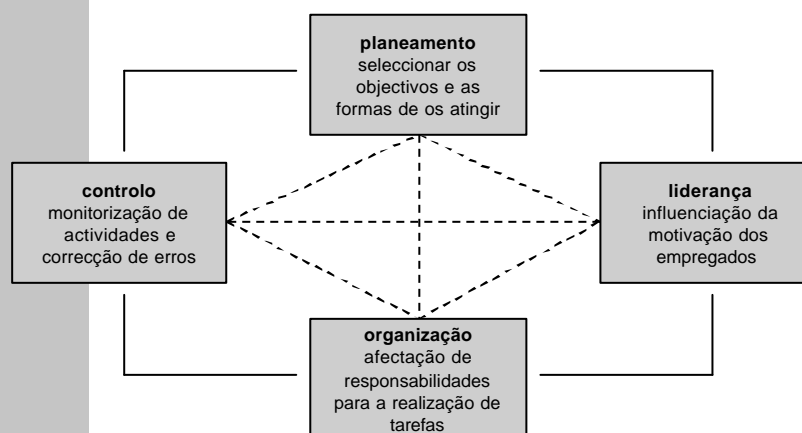 planeamento
seleccionar os
objectivos e as
formas de os atingir
controlo
monitorização de
actividades e
correcção de erros
liderança
influenciação da
motivação dos
empregados
organização
afectação de
responsabilidades
para a realização de
tarefas